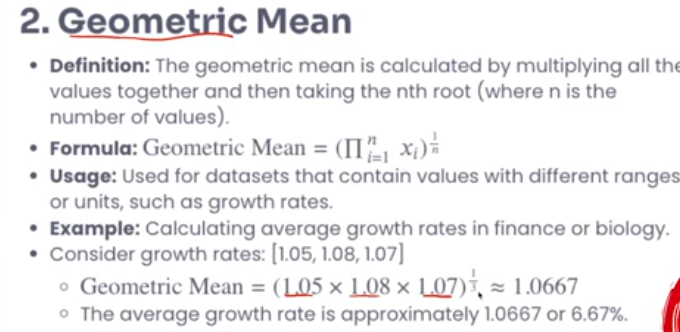 2. Geometric Mean
• Definition: The geometric mean is calculated by multiplying all the
values together and then taking the nth root (where n is the
number of values).
• Formula: Geometric Mean = (∏ⁿᵢ₌₁ xᵢ)^(1/n)
• Usage: Used for datasets that contain values with different ranges
or units, such as growth rates.
• Example: Calculating average growth rates in finance or biology.
• Consider growth rates: [1.05, 1.08, 1.07]
◦ Geometric Mean = (1.05 × 1.08 × 1.07)^(1/3) ≈ 1.0667
◦ The average growth rate is approximately 1.0667 or 6.67%.